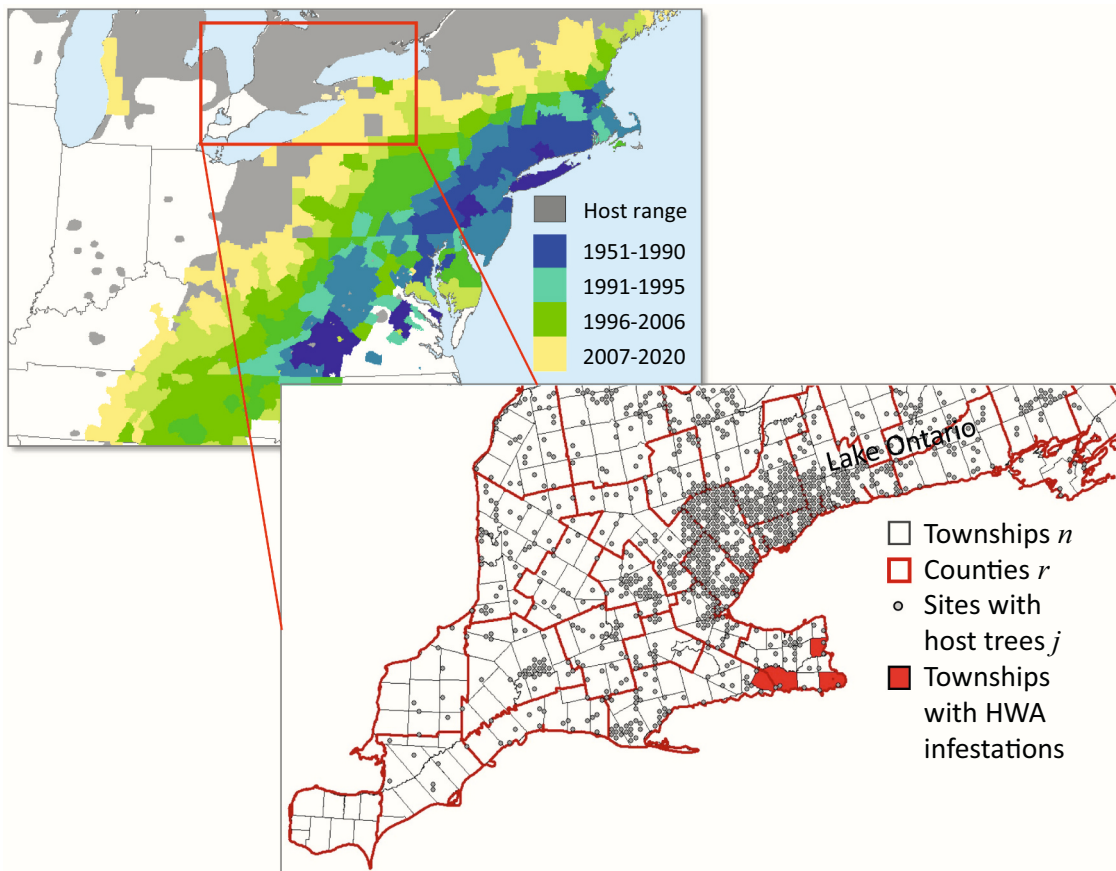 Host range
1951-1990
1991-1995
1996-2006
2007-2020
Lake Ontario
Townships n
Counties r
Sites with
host trees j
Townships
with HWA
infestations